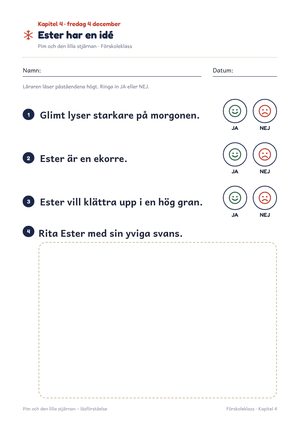 Kapitel 4 · fredag 4 december
Ester har en idé
Pim och den lilla stjärnan · Förskoleklass
Namn:
Datum:
Läraren läser påståendena högt. Ringa in JA eller NEJ.
1 Glimt lyser starkare på morgonen.
JA NEJ
2 Ester är en ekorre.
JA NEJ
3 Ester vill klättra upp i en hög gran.
JA NEJ
4 Rita Ester med sin yviga svans.
Pim och den lilla stjärnan – läsförståelse
Förskoleklass · Kapitel 4